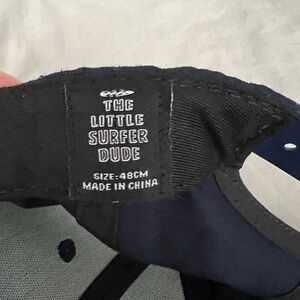 THE
LITTLE
SURFER
DUDE
SIZE:48CM
MADE IN CHINA